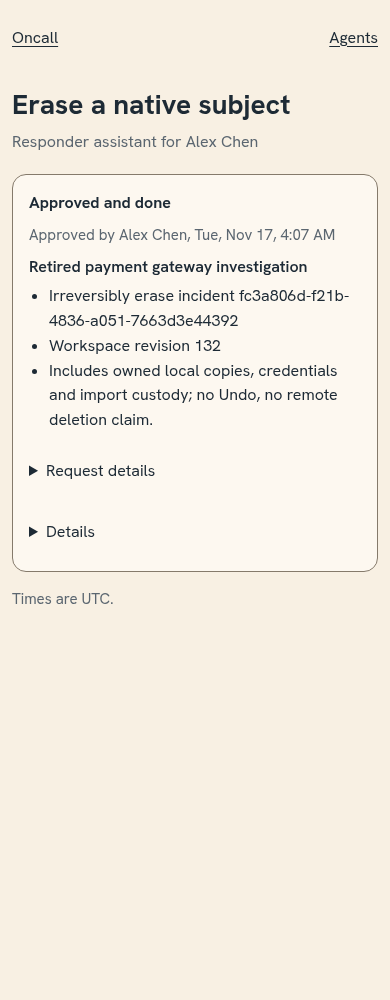 Oncall
Agents
Erase a native subject
Responder assistant for Alex Chen
Approved and done
Approved by Alex Chen, Tue, Nov 17, 4:07 AM
Retired payment gateway investigation
• Irreversibly erase incident fc3a806d-f21b-
4836-a051-7663d3e44392
• Workspace revision 132
• Includes owned local copies, credentials
and import custody; no Undo, no remote
deletion claim.
Request details
Details
Times are UTC.